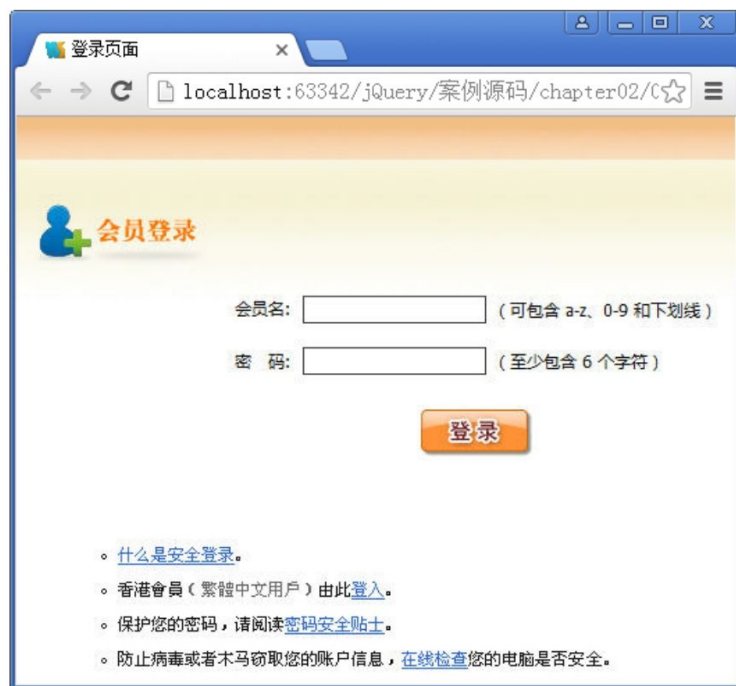 登录页面
localhost:63342/jQuery/案例源码/chapter02/0
会员登录
会员名: (可包含 a-z、0-9 和下划线)
密 码: (至少包含 6 个字符)
登录
什么是安全登录。
香港會員(繁體中文用戶)由此登入。
保护您的密码,请阅读密码安全贴士。
防止病毒或者木马窃取您的账户信息,在线检查您的电脑是否安全。